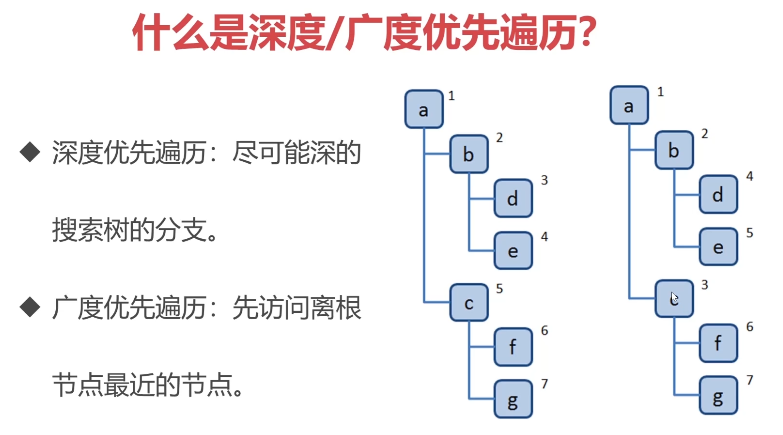 什么是深度/广度优先遍历?
◆ 深度优先遍历：尽可能深的
搜索树的分支。
◆ 广度优先遍历：先访问离根
节点最近的节点。
a 1
b 2
d 3
e 4
c 5
f 6
g 7
a 1
b 2
d 4
e 5
c 3
f 6
g 7